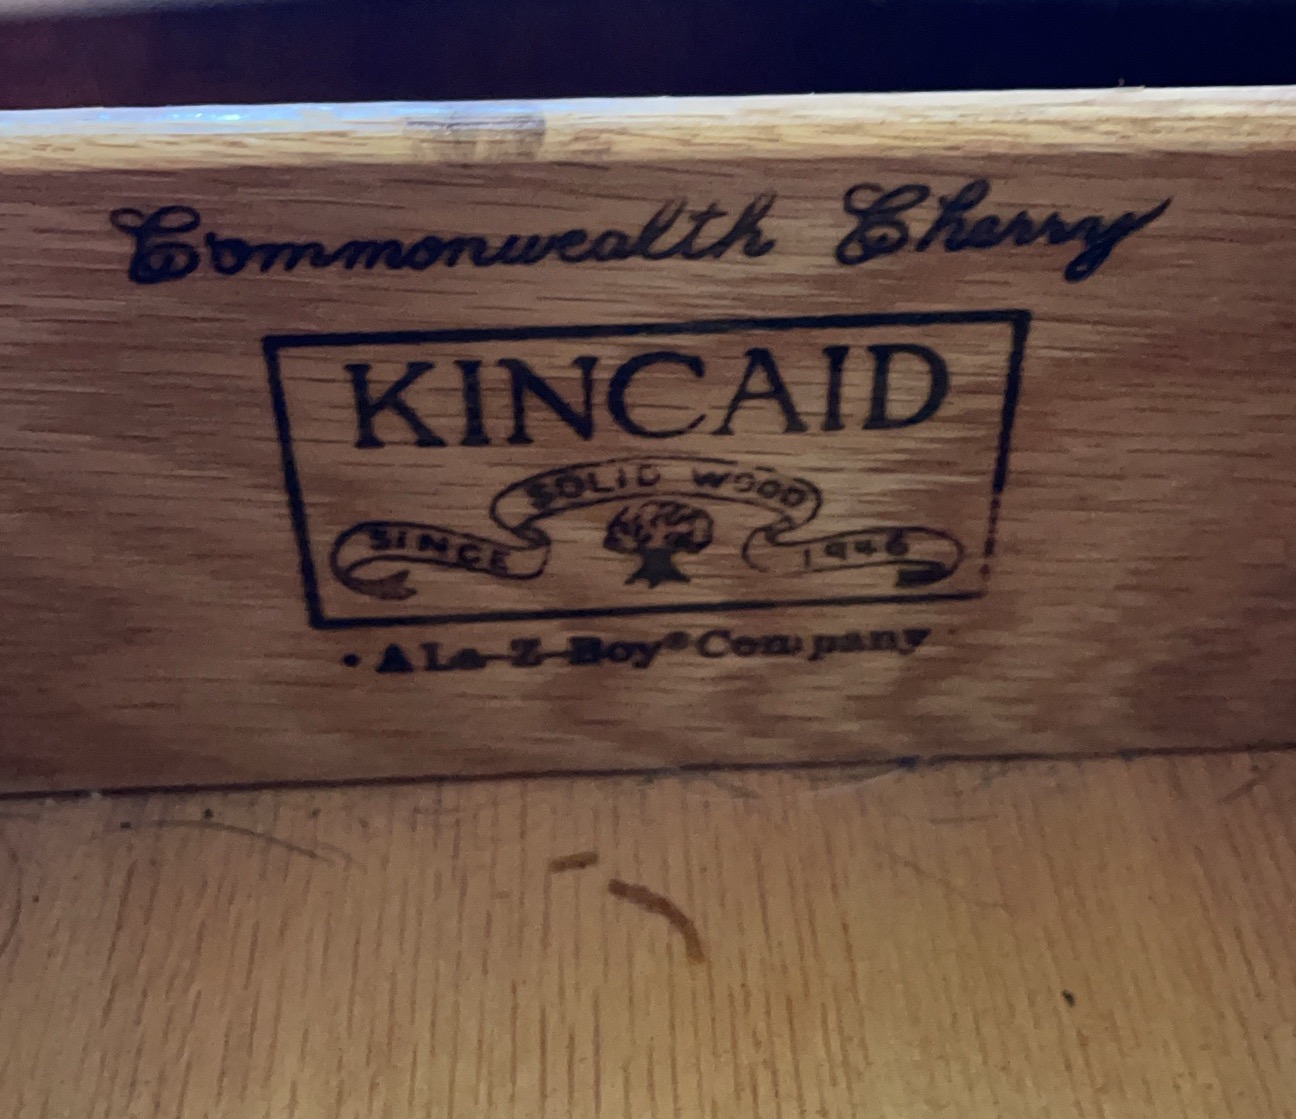 Commonwealth Cherry
KINCAID
SOLID WOOD
SINCE 1946
• A La-Z-Boy® Company